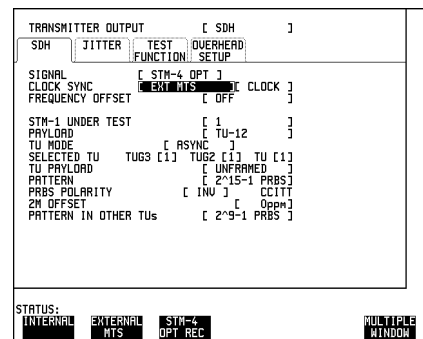 TRANSMITTER OUTPUT [ SDH ]
SDH JITTER TEST FUNCTION OVERHEAD SETUP
SIGNAL [ STM-4 OPT ]
CLOCK SYNC [ EXT MTS ][ CLOCK ]
FREQUENCY OFFSET [ OFF ]
STM-1 UNDER TEST [ 1 ]
PAYLOAD [ TU-12 ]
TU MODE [ ASYNC ]
SELECTED TU TUG3 [1] TUG2 [1] TU [1]
TU PAYLOAD [ UNFRAMED ]
PATTERN [ 2^15-1 PRBS]
PRBS POLARITY [ INV ] CCITT
2M OFFSET [ 0ppm]
PATTERN IN OTHER TUs [ 2^9-1 PRBS ]
STATUS:
INTERNAL EXTERNAL MTS STM-4 OPT REC MULTIPLE WINDOW